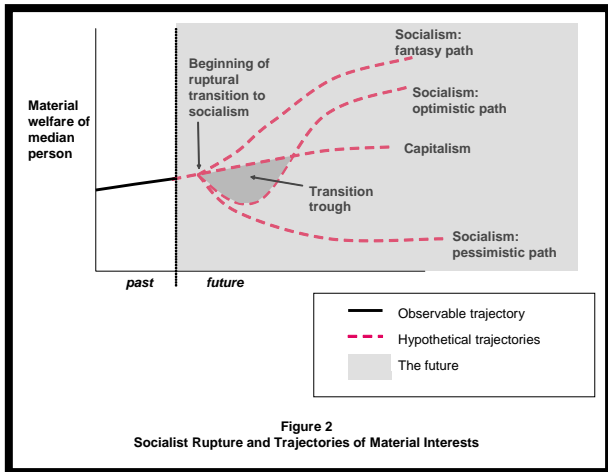 Socialism:
fantasy path
Beginning of
ruptural
transition to
socialism
Socialism:
optimistic path
Material
welfare of
median
person
Capitalism
Transition
trough
Socialism:
pessimistic path
past
future
Observable trajectory
Hypothetical trajectories
The future
Figure 2
Socialist Rupture and Trajectories of Material Interests